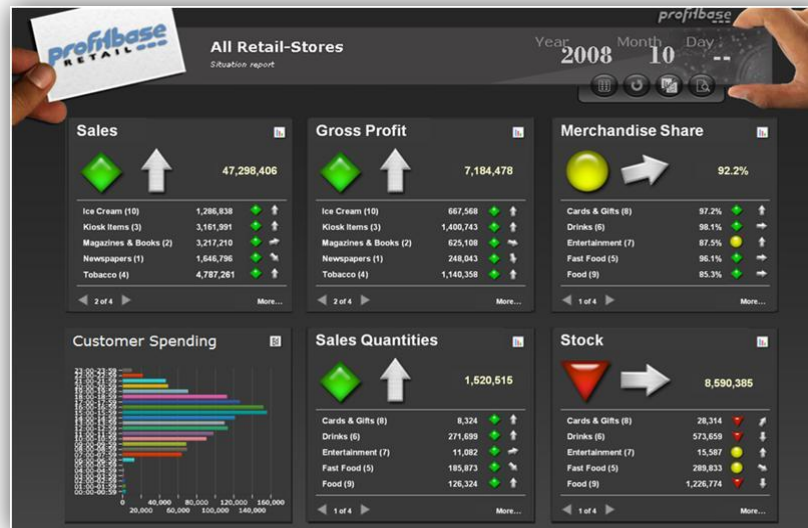 profitbase
profitbase
RETAIL
All Retail-Stores
Situation report
Year
2008
Month
10
Day
--
Sales
47,298,406
Ice Cream (10) 1,286,838
Kiosk Items (3) 3,161,991
Magazines & Books (2) 3,217,210
Newspapers (1) 1,646,796
Tobacco (4) 4,787,261
2 of 4 More...
Gross Profit
7,184,478
Ice Cream (10) 667,568
Kiosk Items (3) 1,400,743
Magazines & Books (2) 625,108
Newspapers (1) 248,043
Tobacco (4) 1,140,358
2 of 4 More...
Merchandise Share
92.2%
Cards & Gifts (8) 97.2%
Drinks (6) 98.1%
Entertainment (7) 87.5%
Fast Food (5) 96.1%
Food (9) 85.3%
1 of 4 More...
Customer Spending
23:00-23:59
00:00-00:59
0 40,000 80,000 120,000 160,000
20,000 60,000 100,000 140,000
Sales Quantities
1,520,515
Cards & Gifts (8) 8,324
Drinks (6) 271,699
Entertainment (7) 11,082
Fast Food (5) 185,873
Food (9) 126,324
1 of 4 More...
Stock
8,590,385
Cards & Gifts (8) 28,314
Drinks (6) 573,659
Entertainment (7) 15,587
Fast Food (5) 289,833
Food (9) 1,226,774
1 of 4 More...